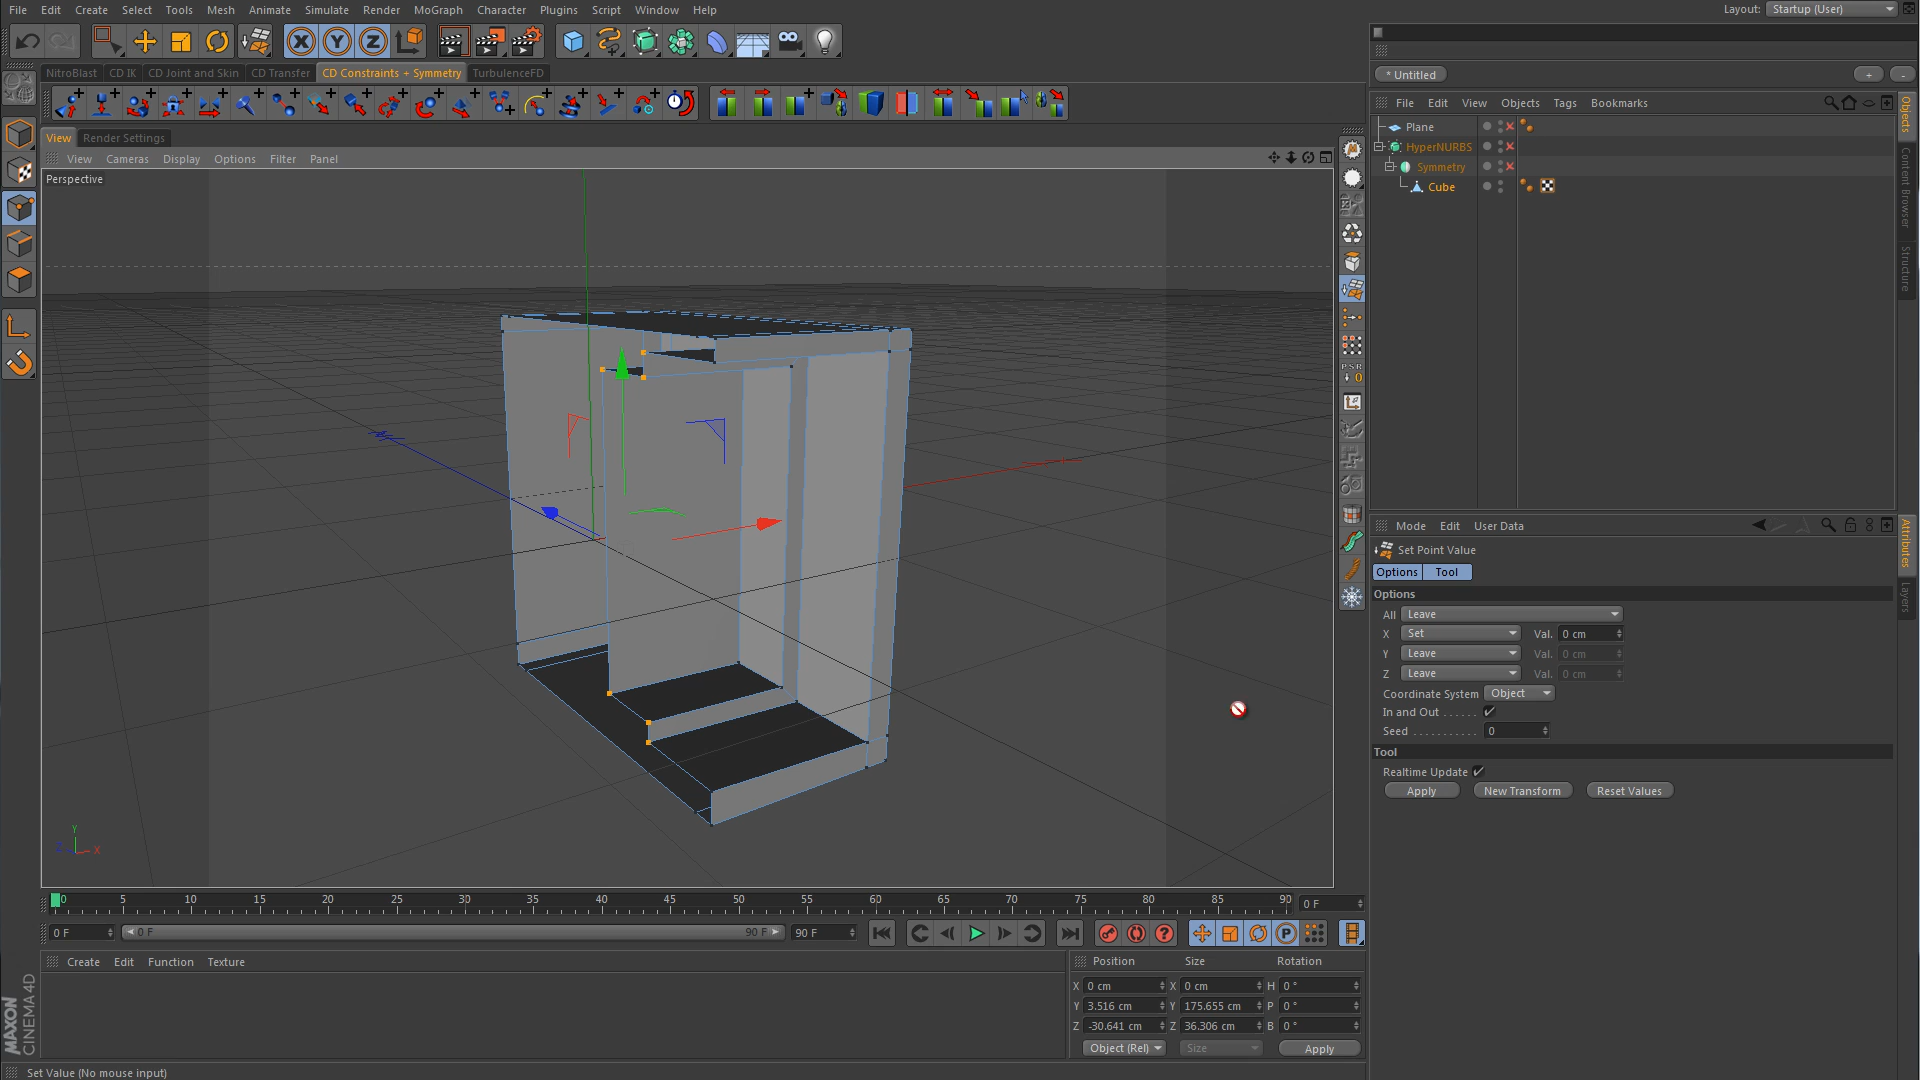 File Edit Create Select Tools Mesh Animate Simulate Render MoGraph Character Plugins Script Window Help
Layout: Startup (User)
* Untitled
+ -
NitroBlast CD IK CD Joint and Skin CD Transfer CD Constraints + Symmetry TurbulenceFD
File Edit View Objects Tags Bookmarks
View Render Settings
View Cameras Display Options Filter Panel
Perspective
Plane
HyperNURBS
Symmetry
Cube
Objects
Content Browser
Structure
PSR
0
Mode Edit User Data
Attributes
Layers
Set Point Value
Options Tool
Options
All Leave
X Set Val. 0 cm
Y Leave Val. 0 cm
Z Leave Val. 0 cm
Coordinate System Object
In and Out
Seed 0
Tool
Realtime Update
Apply New Transform Reset Values
Y
Z X
0 5 10 15 20 25 30 35 40 45 50 55 60 65 70 75 80 85 90 0 F
0 F 0 F 90 F 90 F
Create Edit Function Texture
Position Size Rotation
X 0 cm X 0 cm H 0 °
Y 3.516 cm Y 175.655 cm P 0 °
Z -30.641 cm Z 36.306 cm B 0 °
Object (Rel) Size Apply
MAXON
CINEMA 4D
Set Value (No mouse input)